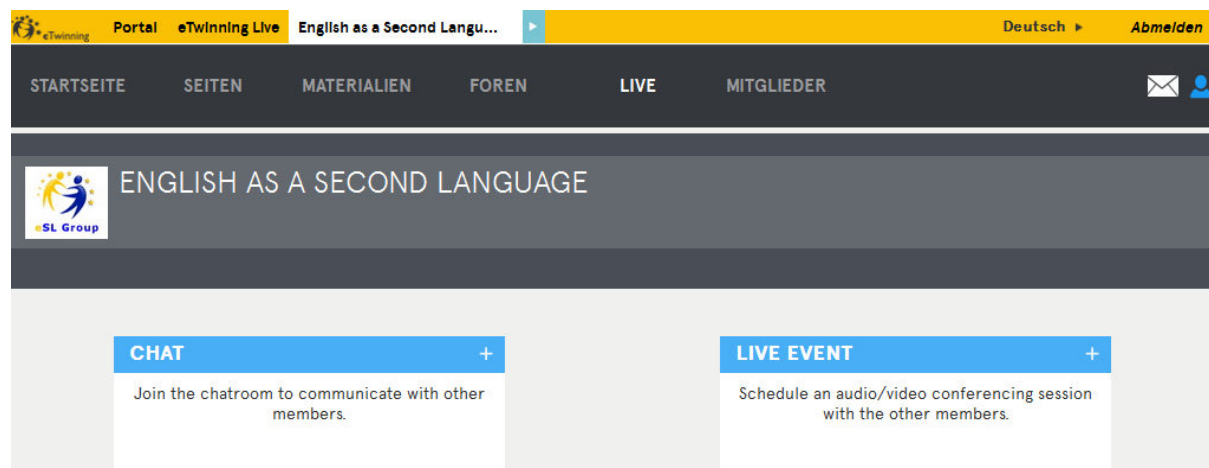 eTwinning Portal eTwinning Live English as a Second Langu... Deutsch Abmelden
STARTSEITE SEITEN MATERIALIEN FOREN LIVE MITGLIEDER
ENGLISH AS A SECOND LANGUAGE
eSL Group
CHAT +
Join the chatroom to communicate with other
members.
LIVE EVENT +
Schedule an audio/video conferencing session
with the other members.